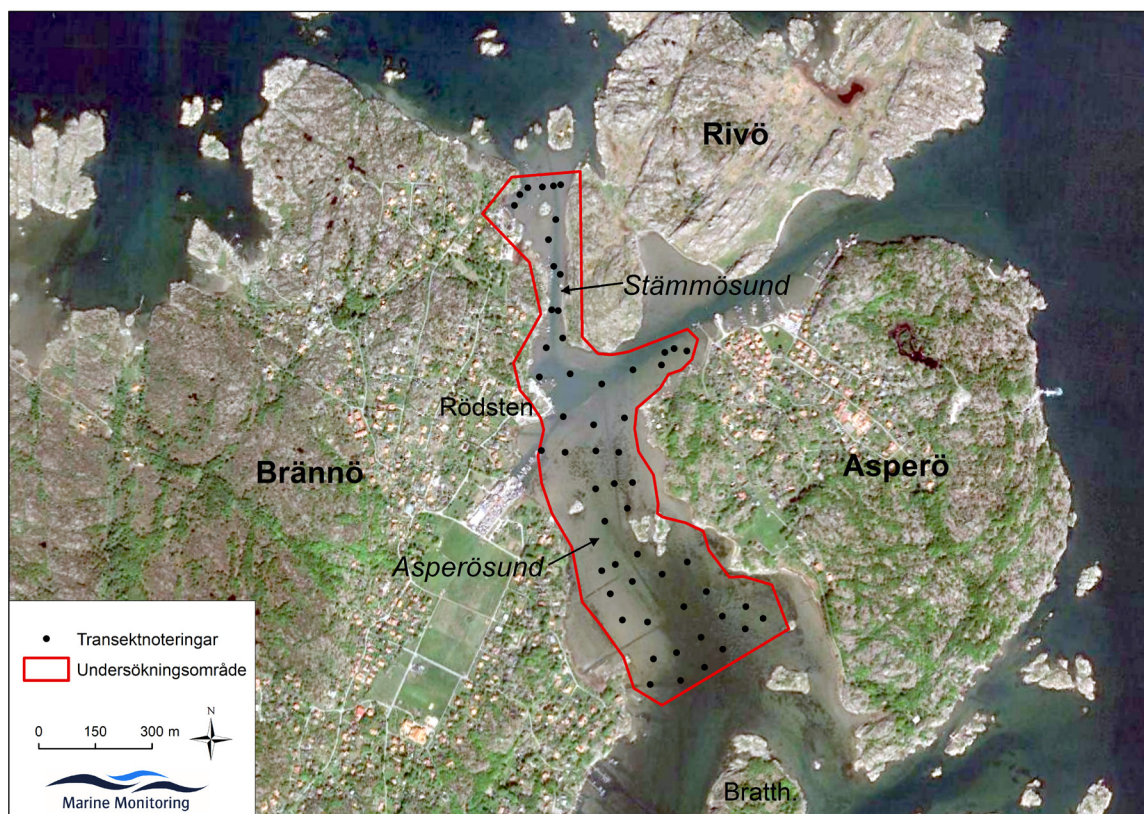 Rivö
Stämmösund
Rödsten
Brännö
Asperö
Asperösund
Bratth.
Transektnoteringar
Undersökningsområde
0 150 300 m
N
Marine Monitoring